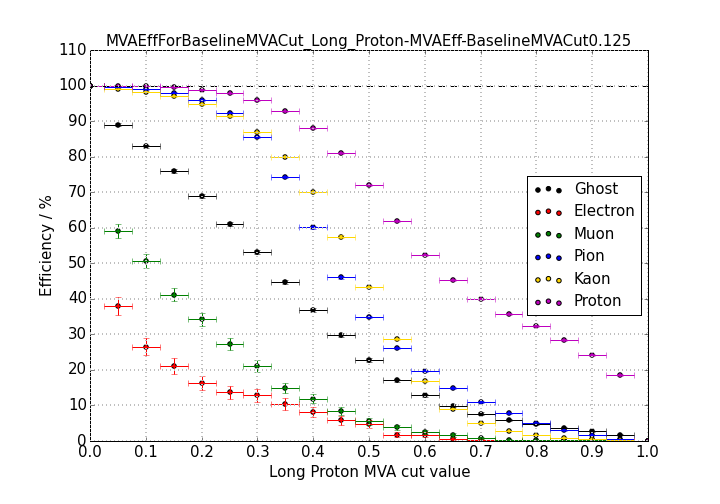 MVAEffForBaselineMVACut_Long_Proton-MVAEff-BaselineMVACut0.125
110
100
90
80
70
60
50
40
30
20
10
0
Efficiency / %
Ghost
Electron
Muon
Pion
Kaon
Proton
0.0 0.1 0.2 0.3 0.4 0.5 0.6 0.7 0.8 0.9 1.0
Long Proton MVA cut value